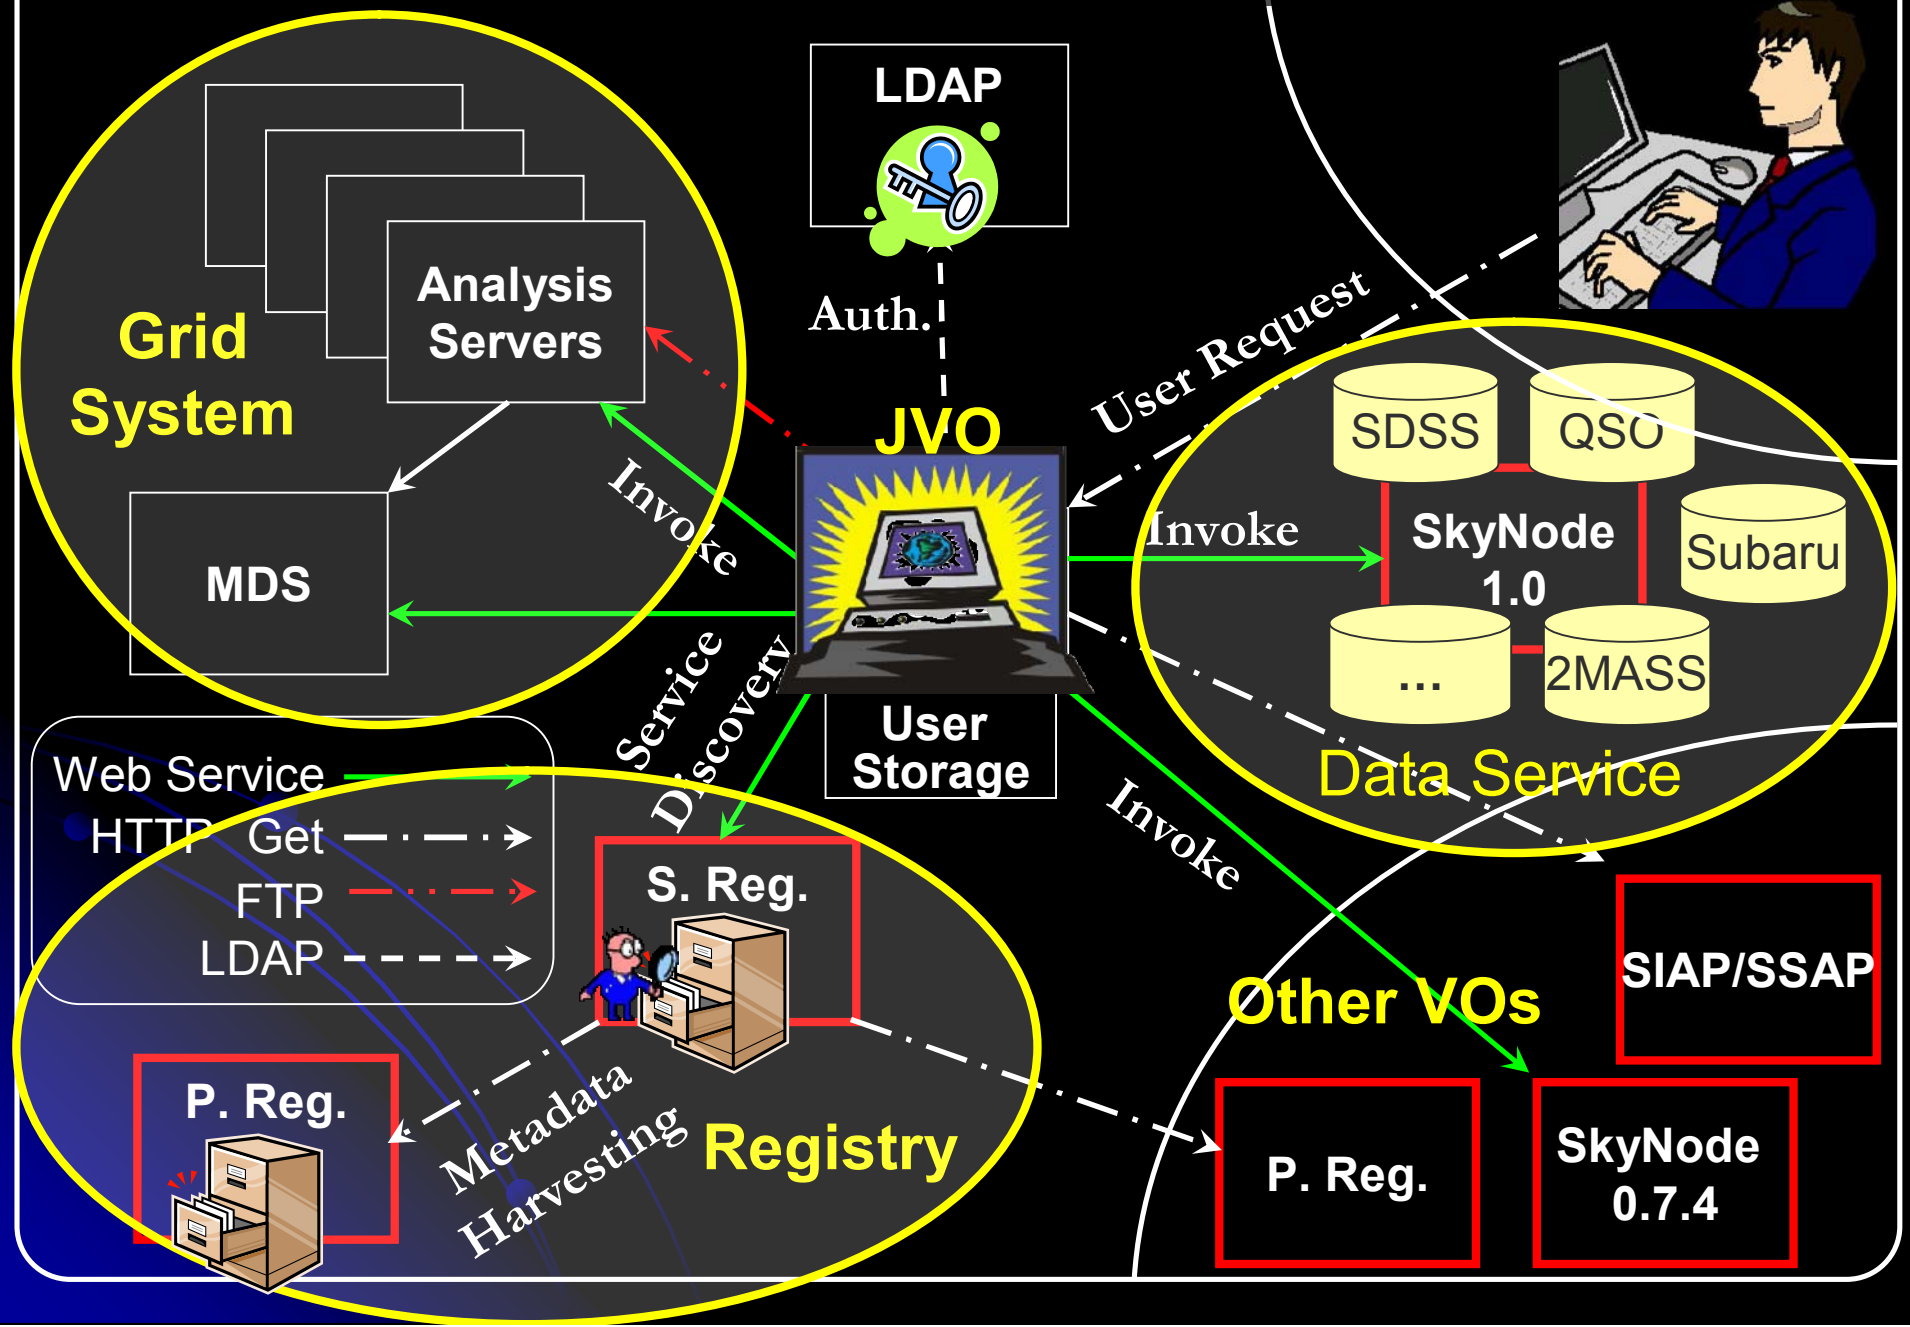 LDAP
Analysis
Servers
Grid
System
Auth.
User Request
JVO
SDSS
QSO
Invoke
Invoke
SkyNode
1.0
Subaru
MDS
Service
Discovery
...
2MASS
User
Storage
Data Service
Web Service
HTTP Get
FTP
LDAP
Invoke
S. Reg.
SIAP/SSAP
Other VOs
P. Reg.
Metadata
Harvesting
Registry
P. Reg.
SkyNode
0.7.4